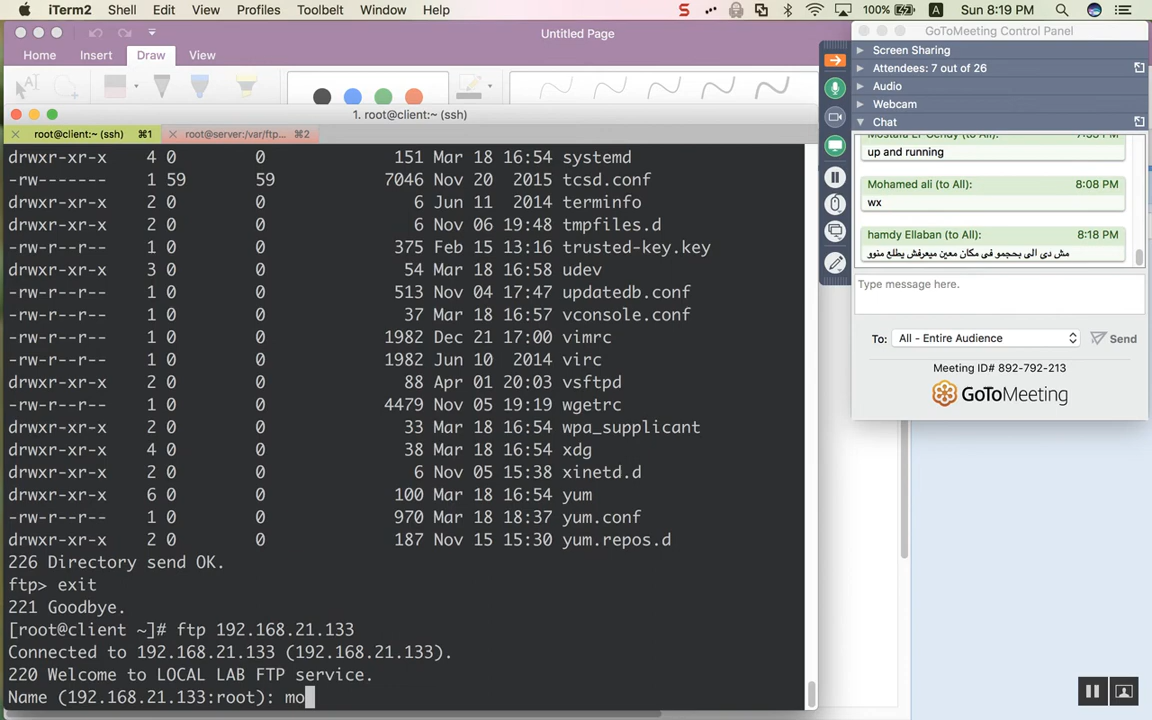 iTerm2 Shell Edit View Profiles Toolbelt Window Help
100% A Sun 8:19 PM
Untitled Page
Home Insert Draw View
1. root@client:~ (ssh)
root@client:~ (ssh) ⌘1
root@server:/var/ftp... ⌘2
drwxr-xr-x 4 0 0 151 Mar 18 16:54 systemd
-rw------- 1 59 59 7046 Nov 20 2015 tcsd.conf
drwxr-xr-x 2 0 0 6 Jun 11 2014 terminfo
drwxr-xr-x 2 0 0 6 Nov 06 19:48 tmpfiles.d
-rw-r--r-- 1 0 0 375 Feb 15 13:16 trusted-key.key
drwxr-xr-x 3 0 0 54 Mar 18 16:58 udev
-rw-r--r-- 1 0 0 513 Nov 04 17:47 updatedb.conf
-rw-r--r-- 1 0 0 37 Mar 18 16:57 vconsole.conf
-rw-r--r-- 1 0 0 1982 Dec 21 17:00 vimrc
-rw-r--r-- 1 0 0 1982 Jun 10 2014 virc
drwxr-xr-x 2 0 0 88 Apr 01 20:03 vsftpd
-rw-r--r-- 1 0 0 4479 Nov 05 19:19 wgetrc
drwxr-xr-x 2 0 0 33 Mar 18 16:54 wpa_supplicant
drwxr-xr-x 4 0 0 38 Mar 18 16:54 xdg
drwxr-xr-x 2 0 0 6 Nov 05 15:38 xinetd.d
drwxr-xr-x 6 0 0 100 Mar 18 16:54 yum
-rw-r--r-- 1 0 0 970 Mar 18 18:37 yum.conf
drwxr-xr-x 2 0 0 187 Nov 15 15:30 yum.repos.d
226 Directory send OK.
ftp> exit
221 Goodbye.
[root@client ~]# ftp 192.168.21.133
Connected to 192.168.21.133 (192.168.21.133).
220 Welcome to LOCAL LAB FTP service.
Name (192.168.21.133:root): mo
GoToMeeting Control Panel
Screen Sharing
Attendees: 7 out of 26
Audio
Webcam
Chat
up and running
Mohamed ali (to All): 8:08 PM
wx
hamdy Ellaban (to All): 8:18 PM
مش دى الى بحجمو فى مكان معين ميعرفش يطلع منوو
Type message here.
To: All - Entire Audience Send
Meeting ID# 892-792-213
GoToMeeting